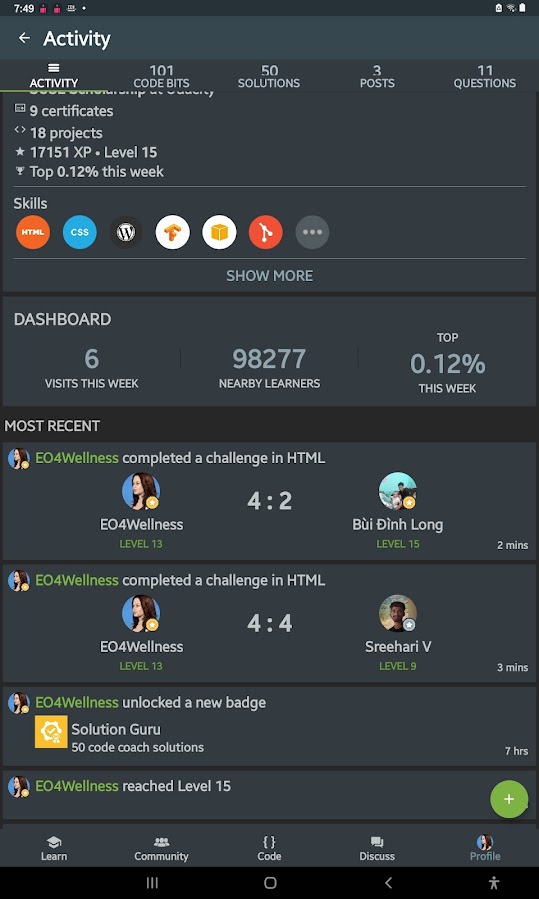 7:49
Activity
ACTIVITY
101
CODE BITS
50
SOLUTIONS
3
POSTS
11
QUESTIONS
Scholarship at Udacity
9 certificates
18 projects
17151 XP • Level 15
Top 0.12% this week
Skills
HTML
CSS
SHOW MORE
DASHBOARD
6
VISITS THIS WEEK
98277
NEARBY LEARNERS
TOP
0.12%
THIS WEEK
MOST RECENT
EO4Wellness completed a challenge in HTML
EO4Wellness
LEVEL 13
4 : 2
Bùi Đình Long
LEVEL 15
2 mins
EO4Wellness completed a challenge in HTML
EO4Wellness
LEVEL 13
4 : 4
Sreehari V
LEVEL 9
3 mins
EO4Wellness unlocked a new badge
Solution Guru
50 code coach solutions
7 hrs
EO4Wellness reached Level 15
Learn
Community
Code
Discuss
Profile